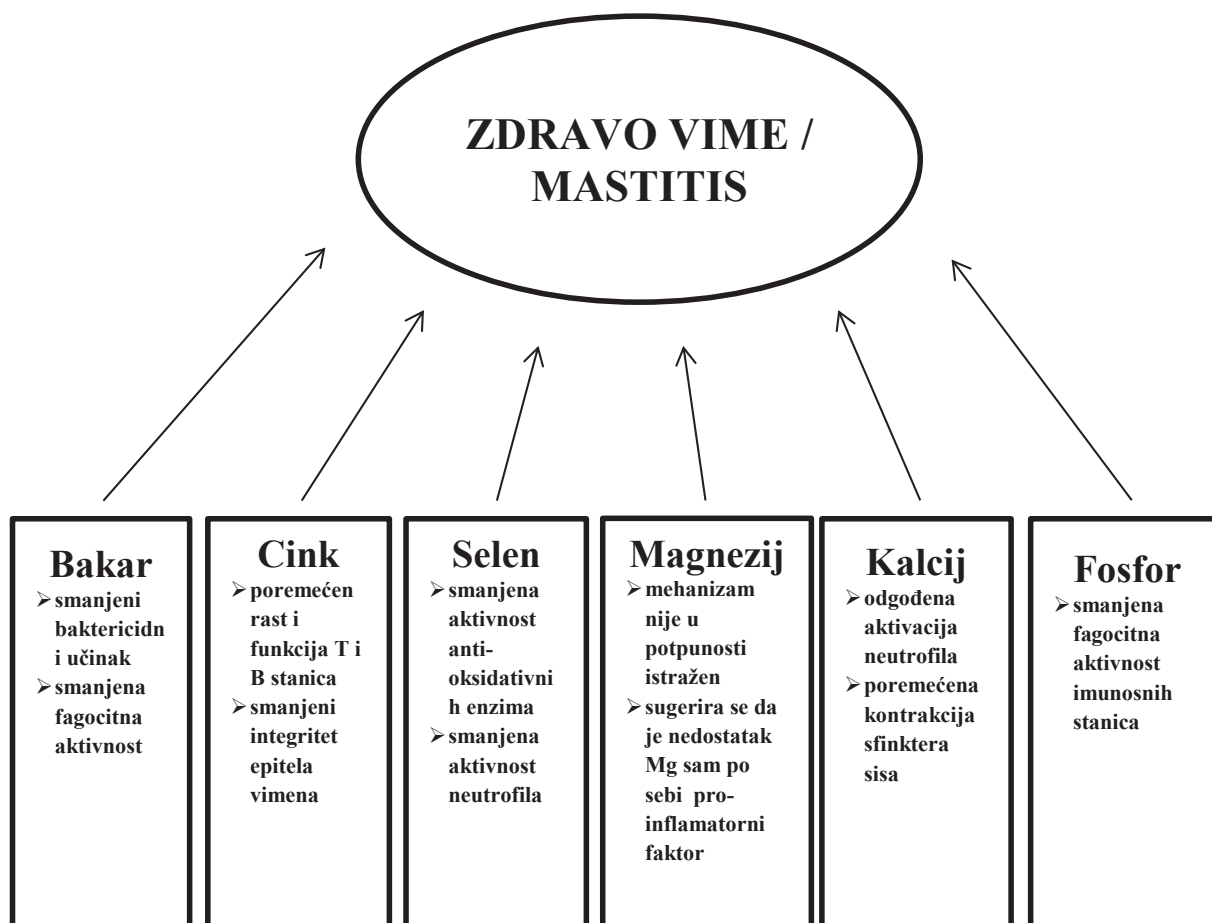 ZDRAVO VIME /
MASTITIS
Bakar
➢ smanjeni
baktericidn
i učinak
➢ smanjena
fagocitna
aktivnost
Cink
➢ poremećen
rast i
funkcija T i
B stanica
➢ smanjeni
integritet
epitela
vimena
Selen
➢ smanjena
aktivnost
anti-
oksidativni
h enzima
➢ smanjena
aktivnost
neutrofila
Magnezij
➢ mehanizam
nije u
potpunosti
istražen
➢ sugerira se da
je nedostatak
Mg sam po
sebi pro-
inflamatorni
faktor
Kalcij
➢ odgođena
aktivacija
neutrofila
➢ poremećena
kontrakcija
sfinktera
sisa
Fosfor
➢ smanjena
fagocitna
aktivnost
imunosnih
stanica